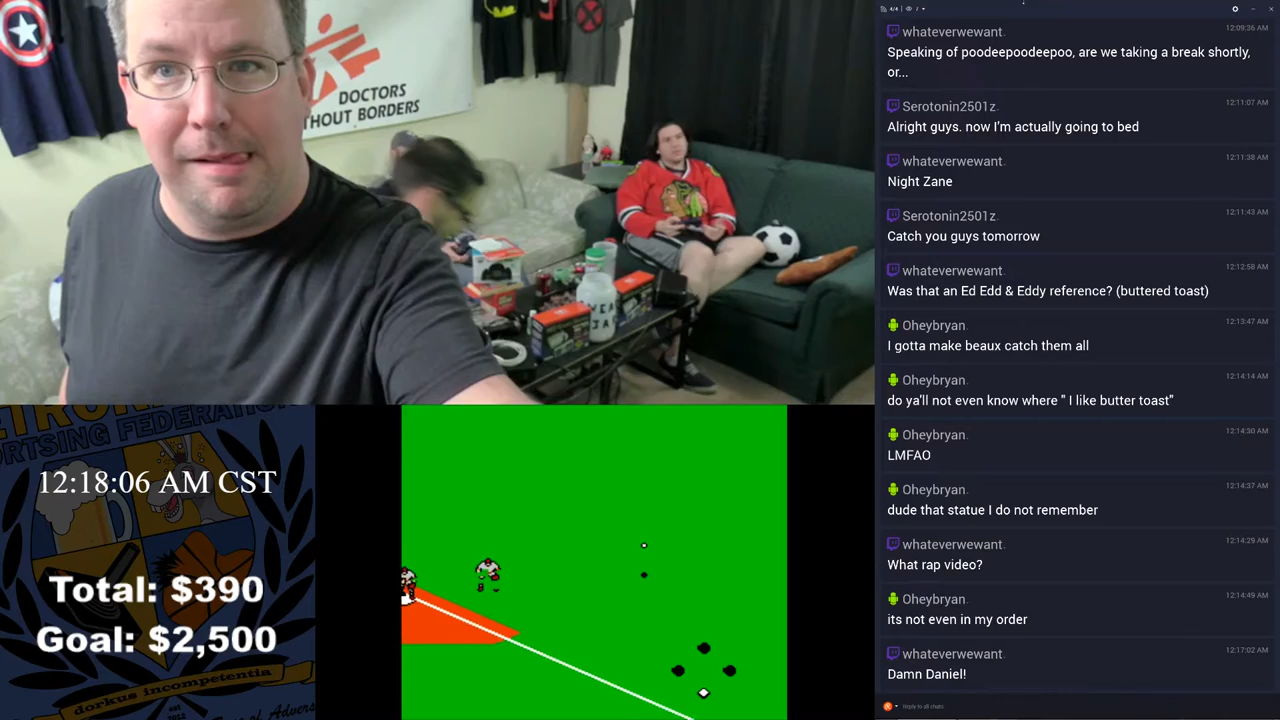 DOCTORS
WITHOUT BORDERS
12:18:06 AM CST
Total: $390
Goal: $2,500
dorkus incompetentia
4/4
whateverwewant.
12:09:36 AM
Speaking of poodeepoodeepoo, are we taking a break shortly,
or...
Serotonin2501z.
12:11:07 AM
Alright guys. now I'm actually going to bed
whateverwewant.
12:11:38 AM
Night Zane
Serotonin2501z.
12:11:43 AM
Catch you guys tomorrow
whateverwewant.
12:12:58 AM
Was that an Ed Edd & Eddy reference? (buttered toast)
Oheybryan.
12:13:47 AM
I gotta make beaux catch them all
Oheybryan.
12:14:14 AM
do ya'll not even know where " I like butter toast"
Oheybryan.
12:14:30 AM
LMFAO
Oheybryan.
12:14:37 AM
dude that statue I do not remember
whateverwewant.
12:14:29 AM
What rap video?
Oheybryan.
12:14:49 AM
its not even in my order
whateverwewant.
12:17:02 AM
Damn Daniel!
Reply to all chats